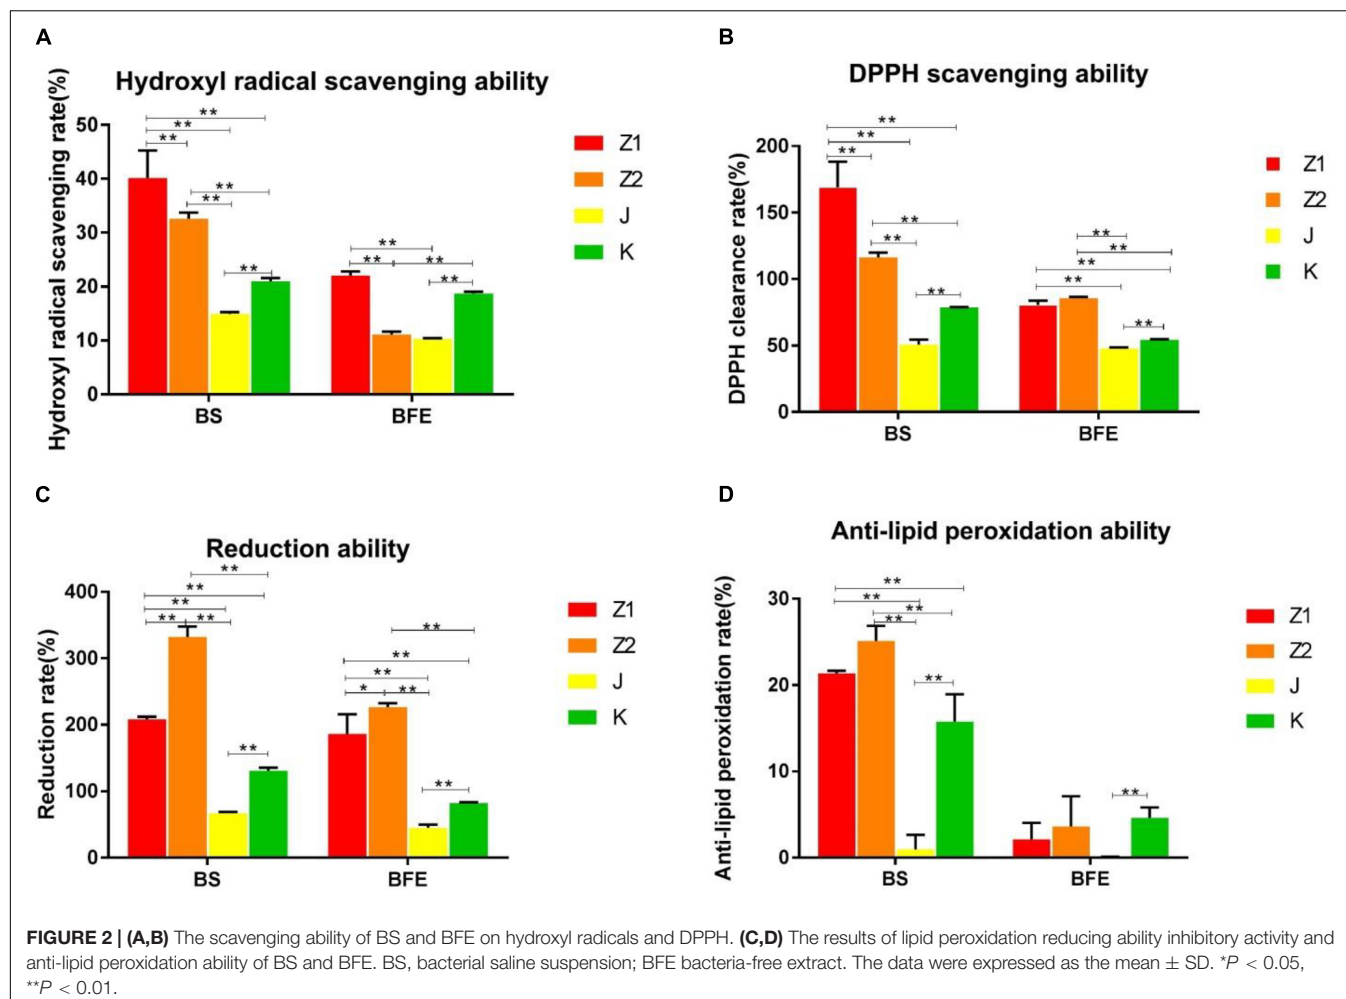 A
Hydroxyl radical scavenging ability
Hydroxyl radical scavenging rate(%)
50
40
30
20
10
0
** ** ** ** ** **
** ** ** ** **
BS
BFE
Z1
Z2
J
K
B
DPPH scavenging ability
DPPH clearance rate(%)
200
150
100
50
0
** ** ** ** ** **
** ** ** ** **
BS
BFE
Z1
Z2
J
K
C
Reduction ability
Reduction rate(%)
400
300
200
100
0
** ** ** ** ** **
** ** ** * ** **
BS
BFE
Z1
Z2
J
K
D
Anti-lipid peroxidation ability
Anti-lipid peroxidation rate(%)
30
20
10
0
** ** ** ** **
**
BS
BFE
Z1
Z2
J
K
FIGURE 2 | (A,B) The scavenging ability of BS and BFE on hydroxyl radicals and DPPH. (C,D) The results of lipid peroxidation reducing ability inhibitory activity and
anti-lipid peroxidation ability of BS and BFE. BS, bacterial saline suspension; BFE bacteria-free extract. The data were expressed as the mean ± SD. *P < 0.05,
**P < 0.01.